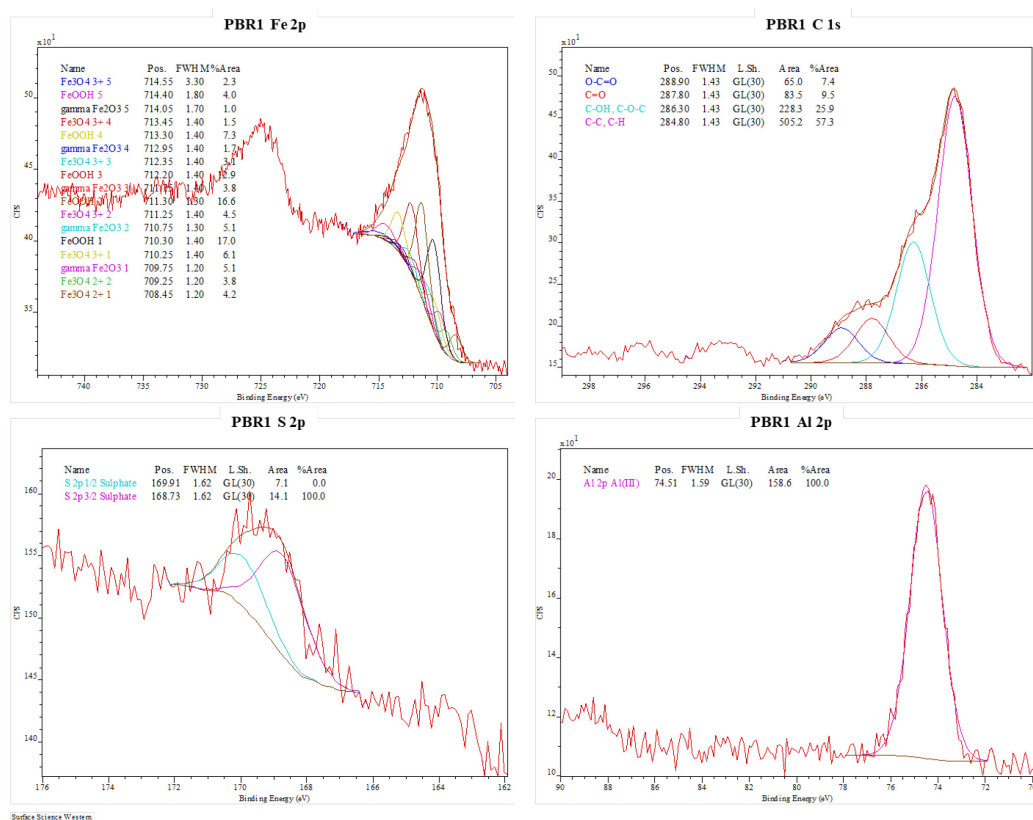 PBR1 Fe 2p
x10¹
Name Pos. FWHM %Area
Fe3O4 3+ 5 714.55 3.30 2.3
FeOOH 5 714.40 1.80 4.0
gamma Fe2O3 5 714.05 1.70 1.0
Fe3O4 3+ 4 713.45 1.40 1.5
FeOOH 4 713.30 1.40 7.3
gamma Fe2O3 4 712.95 1.40 1.7
Fe3O4 3+ 3 712.35 1.40 3.1
FeOOH 3 712.20 1.40 12.9
gamma Fe2O3 3 1.40 3.8
711.30 1.30 16.6
Fe3O4 3+ 2 711.25 1.40 4.5
gamma Fe2O3 2 710.75 1.30 5.1
FeOOH 1 710.30 1.40 17.0
Fe3O4 3+ 1 710.25 1.40 6.1
gamma Fe2O3 1 709.75 1.20 5.1
Fe3O4 2+ 2 709.25 1.20 3.8
Fe3O4 2+ 1 708.45 1.20 4.2
50
45
40
35
CPS
740 735 730 725 720 715 710 705
Binding Energy (eV)
PBR1 C 1s
x10¹
Name Pos. FWHM L.Sh. Area %Area
O-C=O 288.90 1.43 GL(30) 65.0 7.4
C=O 287.80 1.43 GL(30) 83.5 9.5
C-OH, C-O-C 286.30 1.43 GL(30) 228.3 25.9
C-C, C-H 284.80 1.43 GL(30) 505.2 57.3
50
45
40
35
30
25
20
15
CPS
298 296 294 292 290 288 286 284
Binding Energy (eV)
PBR1 S 2p
Name Pos. FWHM L.Sh. Area %Area
S 2p1/2 Sulphate 169.91 1.62 GL(30) 7.1 0.0
S 2p3/2 Sulphate 168.73 1.62 GL(30) 14.1 100.0
160
155
150
145
140
CPS
176 174 172 170 168 166 164 162
Binding Energy (eV)
PBR1 Al 2p
x10¹
Name Pos. FWHM L.Sh. Area %Area
Al 2p Al(III) 74.51 1.59 GL(30) 158.6 100.0
20
18
16
14
12
10
CPS
90 88 86 84 82 80 78 76 74 72 70
Binding Energy (eV)
Surface Science Western